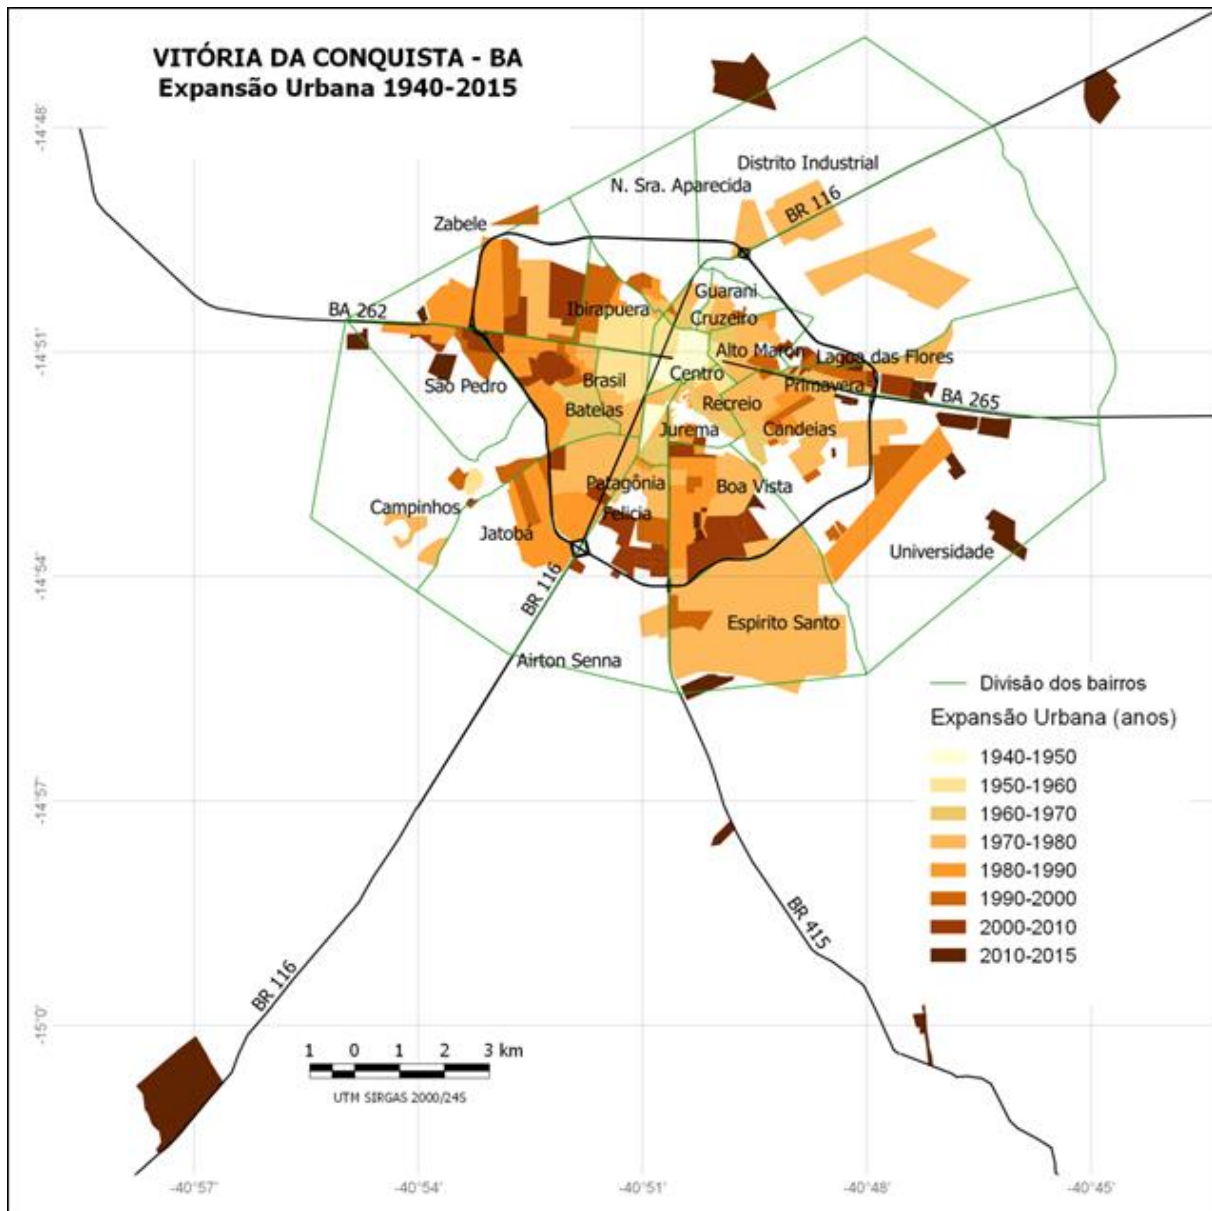 VITÓRIA DA CONQUISTA - BA
Expansão Urbana 1940-2015
-14°48'
Distrito Industrial
N. Sra. Aparecida
BR 116
Zabele
Guarani
BA 262
Ibirapuera
Cruzeiro
-14°51'
Alto Maron
Lagoa das Flores
Centro
São Pedro
Brasil
Primavera
BA 265
Bateias
Recreio
Jurema
Candeias
Patagônia
Boa Vista
Campinhos
Felicia
Jatobá
Universidade
-14°54'
BR 116
Espirito Santo
Airton Senna
Divisão dos bairros
Expansão Urbana (anos)
1940-1950
1950-1960
1960-1970
1970-1980
1980-1990
1990-2000
2000-2010
2010-2015
-14°57'
BR 415
BR 116
-15°0'
1 0 1 2 3 km
UTM SIRGAS 2000/24S
-40°57'
-40°54'
-40°51'
-40°48'
-40°45'